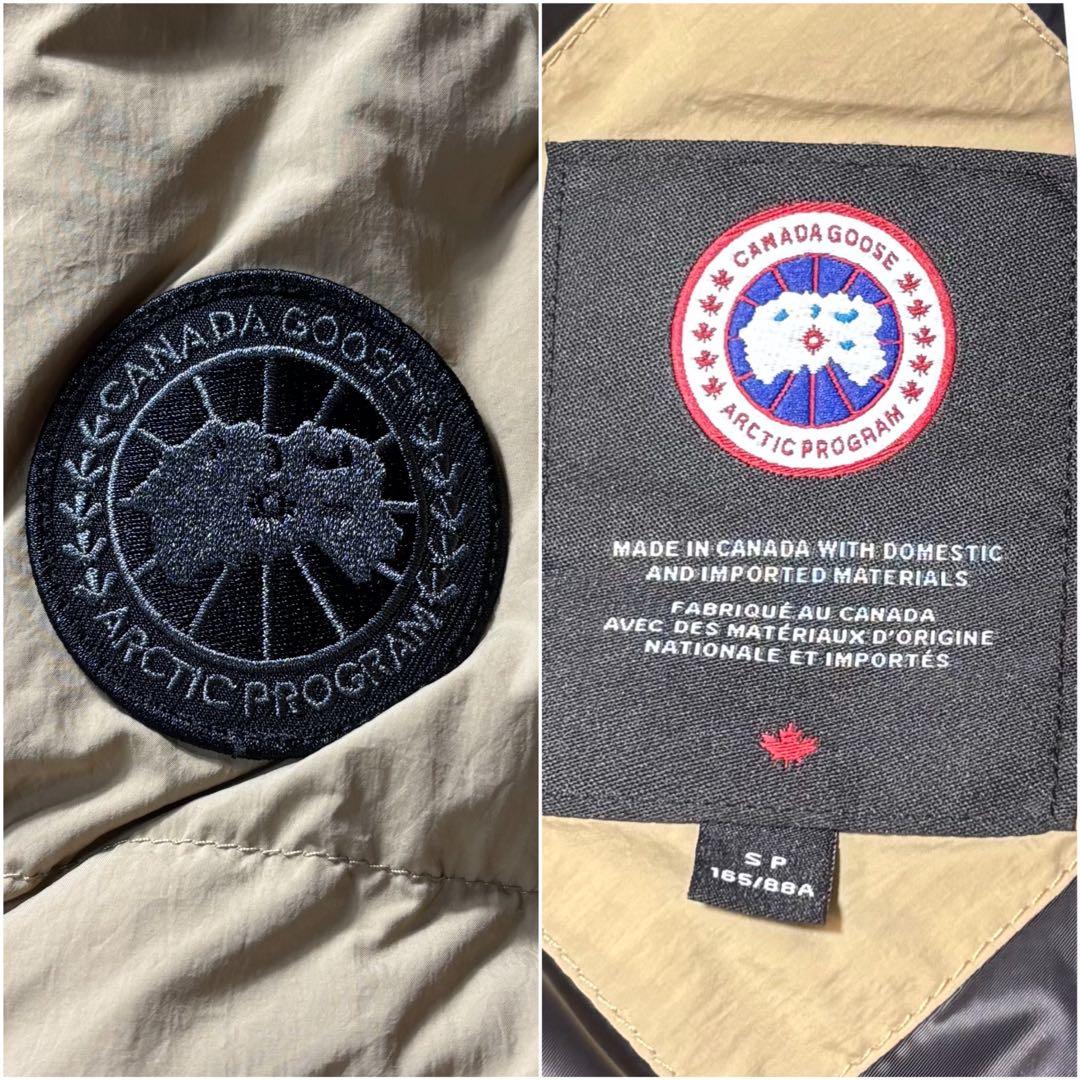 CANADA GOOSE
ARCTIC PROGRAM
CANADA GOOSE
ARCTIC PROGRAM
MADE IN CANADA WITH DOMESTIC
AND IMPORTED MATERIALS
FABRIQUÉ AU CANADA
AVEC DES MATÉRIAUX D'ORIGINE
NATIONALE ET IMPORTÉS
S P
165/88A